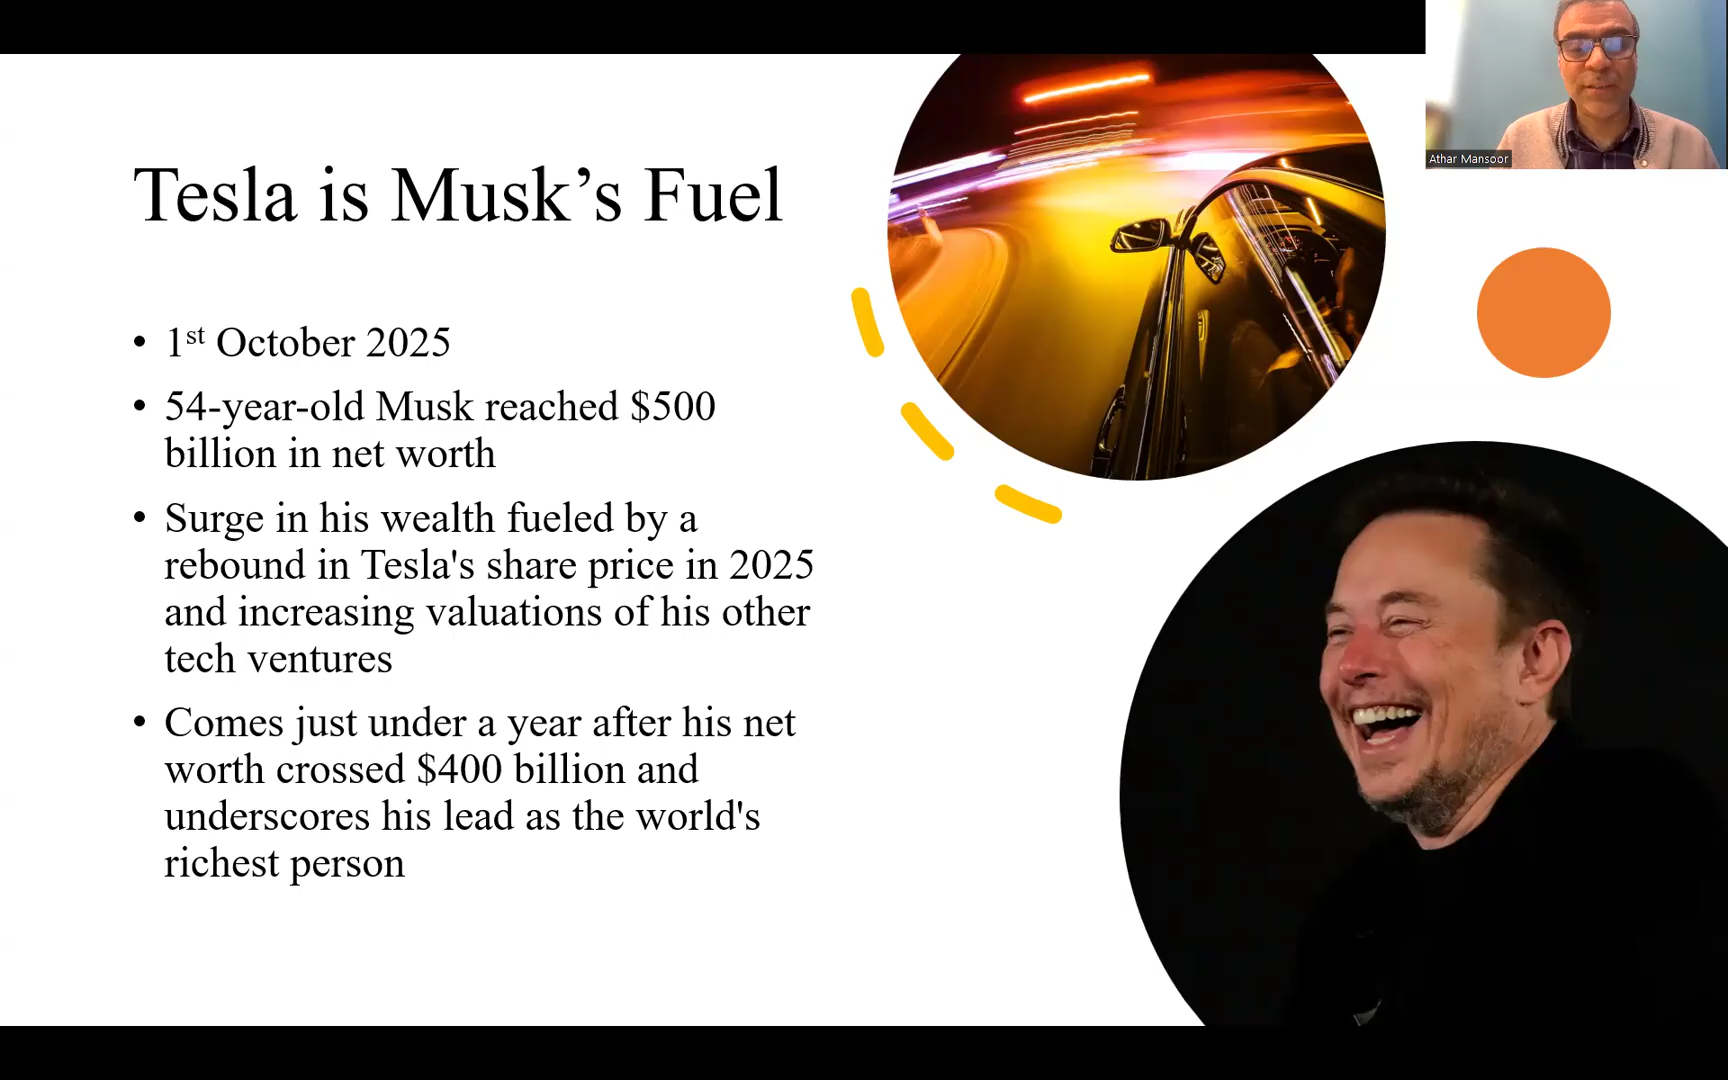 Athar Mansoor
Tesla is Musk’s Fuel
• 1st October 2025
• 54-year-old Musk reached $500
billion in net worth
• Surge in his wealth fueled by a
rebound in Tesla's share price in 2025
and increasing valuations of his other
tech ventures
• Comes just under a year after his net
worth crossed $400 billion and
underscores his lead as the world's
richest person